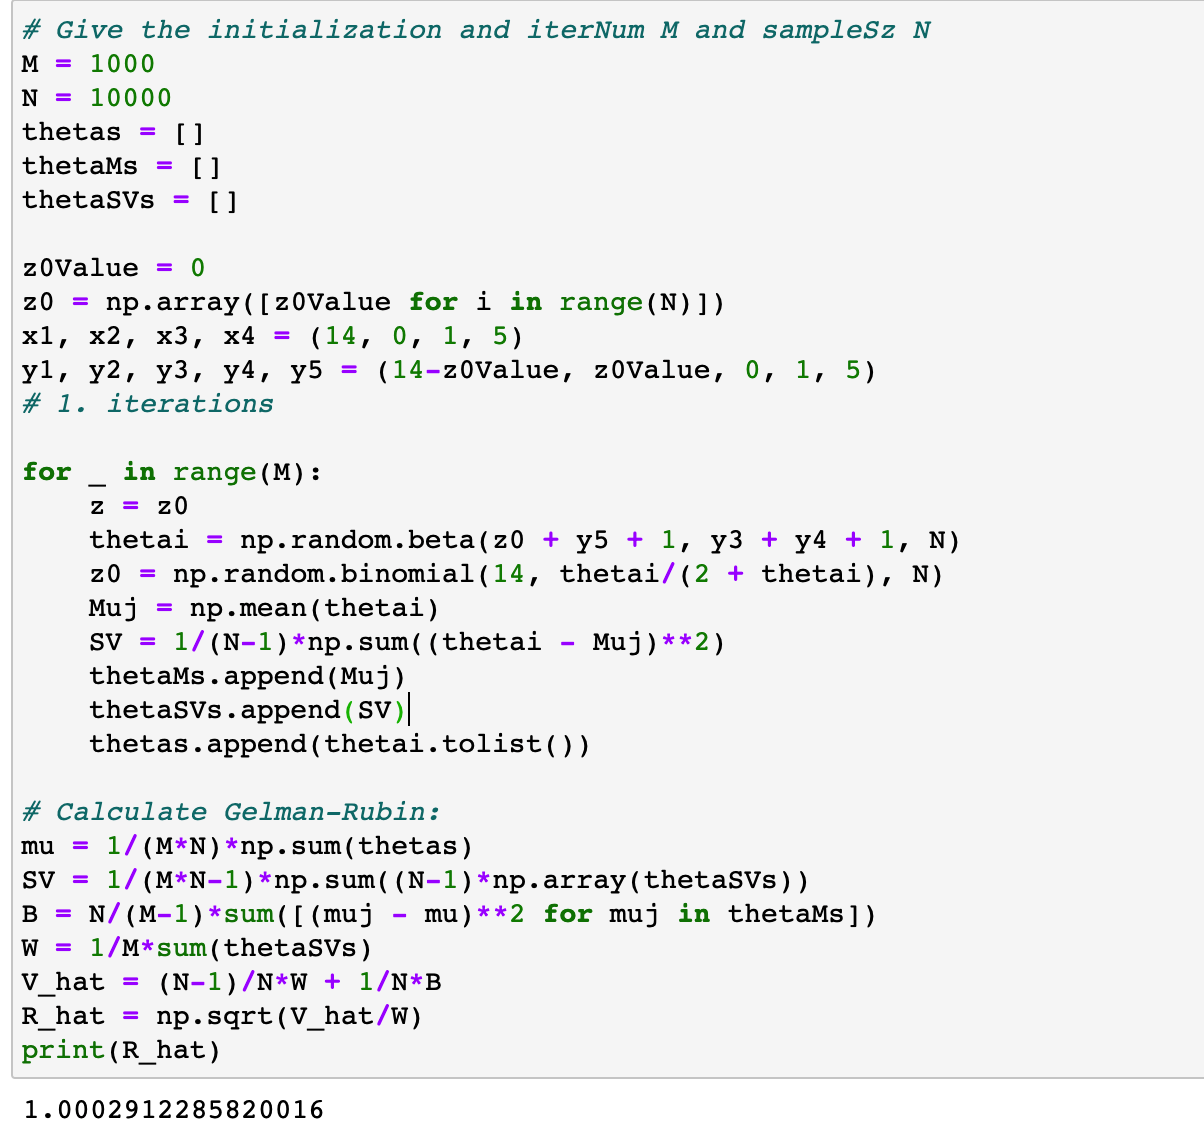 # Give the initialization and iterNum M and sampleSz N
M = 1000
N = 10000
thetas = []
thetaMs = []
thetaSVs = []

z0Value = 0
z0 = np.array([z0Value for i in range(N)])
x1, x2, x3, x4 = (14, 0, 1, 5)
y1, y2, y3, y4, y5 = (14-z0Value, z0Value, 0, 1, 5)
# 1. iterations

for _ in range(M):
    z = z0
    thetai = np.random.beta(z0 + y5 + 1, y3 + y4 + 1, N)
    z0 = np.random.binomial(14, thetai/(2 + thetai), N)
    Muj = np.mean(thetai)
    SV = 1/(N-1)*np.sum((thetai - Muj)**2)
    thetaMs.append(Muj)
    thetaSVs.append(SV)
    thetas.append(thetai.tolist())

# Calculate Gelman-Rubin:
mu = 1/(M*N)*np.sum(thetas)
SV = 1/(M*N-1)*np.sum((N-1)*np.array(thetaSVs))
B = N/(M-1)*sum([(muj - mu)**2 for muj in thetaMs])
W = 1/M*sum(thetaSVs)
V_hat = (N-1)/N*W + 1/N*B
R_hat = np.sqrt(V_hat/W)
print(R_hat)
1.0002912285820016